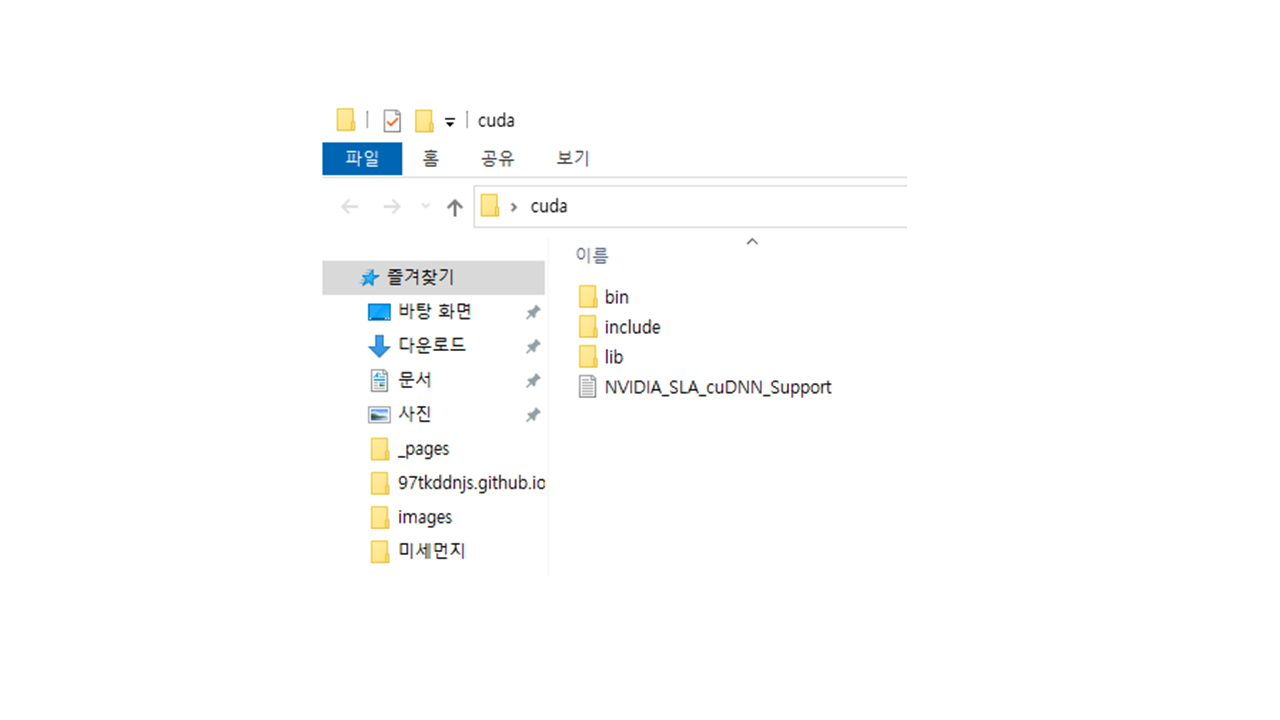 cuda
파일 홈 공유 보기
cuda
이름
즐겨찾기
바탕 화면
다운로드
문서
사진
_pages
97tkddnjs.github.io
images
미세먼지
bin
include
lib
NVIDIA_SLA_cuDNN_Support